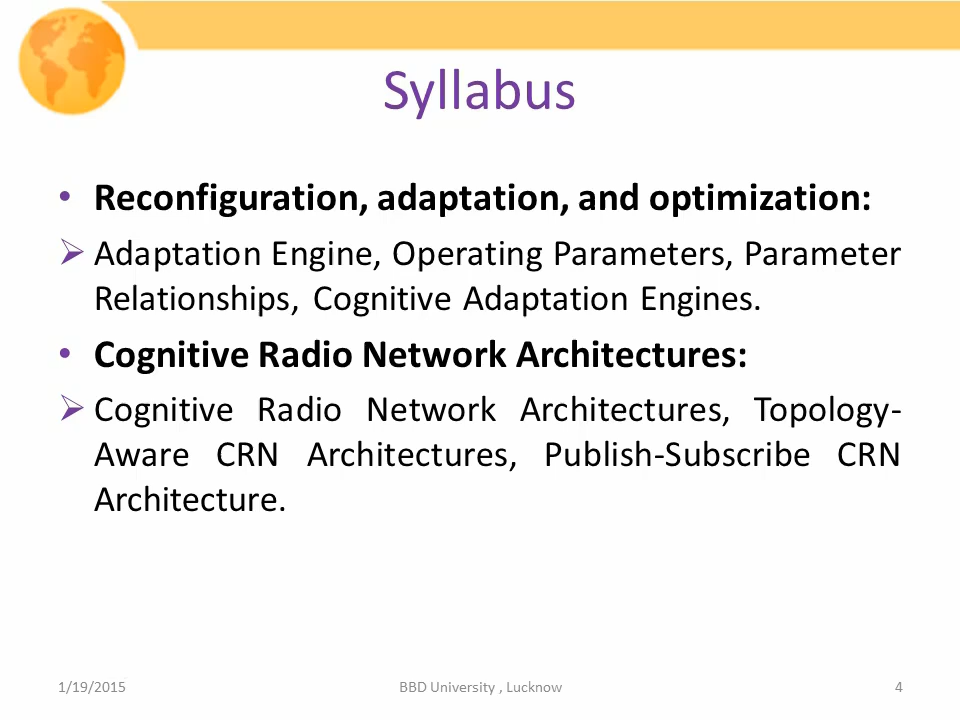 Syllabus
• Reconfiguration, adaptation, and optimization:
➢ Adaptation Engine, Operating Parameters, Parameter
Relationships, Cognitive Adaptation Engines.
• Cognitive Radio Network Architectures:
➢ Cognitive Radio Network Architectures, Topology-
Aware CRN Architectures, Publish-Subscribe CRN
Architecture.
1/19/2015 BBD University , Lucknow 4